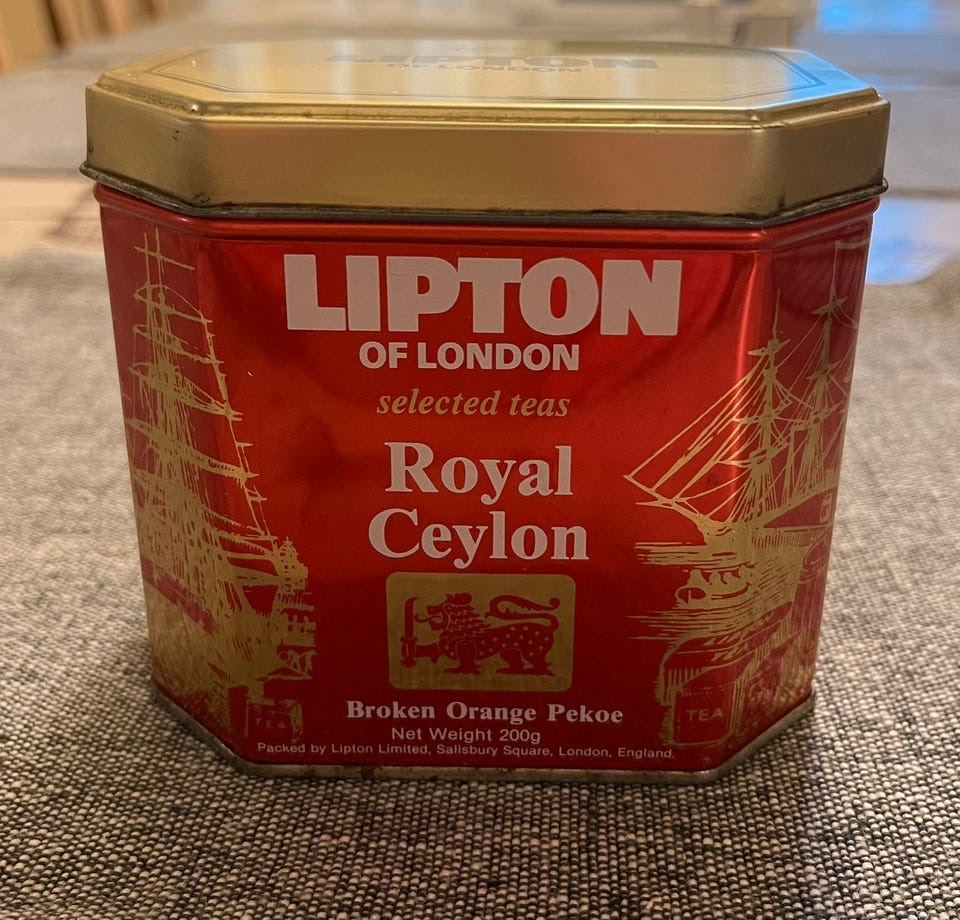 LIPTON
OF LONDON
LIPTON
OF LONDON
selected teas
Royal
Ceylon
Broken Orange Pekoe
Net Weight 200g
Packed by Lipton Limited, Salisbury Square, London, England.
TEA
TEA